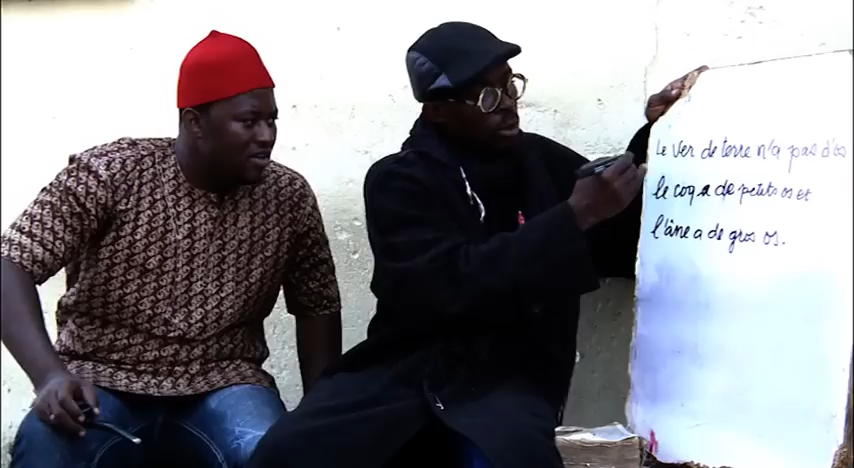 le ver de terre n'a pas d'os
le coq a de petits os et
l'âne a de gros os.